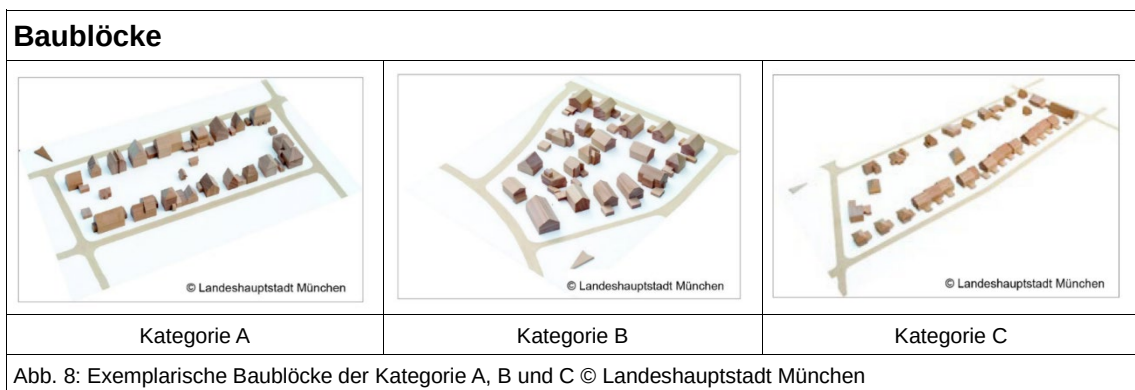 Baublöcke
© Landeshauptstadt München
© Landeshauptstadt München
© Landeshauptstadt München
Kategorie A
Kategorie B
Kategorie C
Abb. 8: Exemplarische Baublöcke der Kategorie A, B und C © Landeshauptstadt München